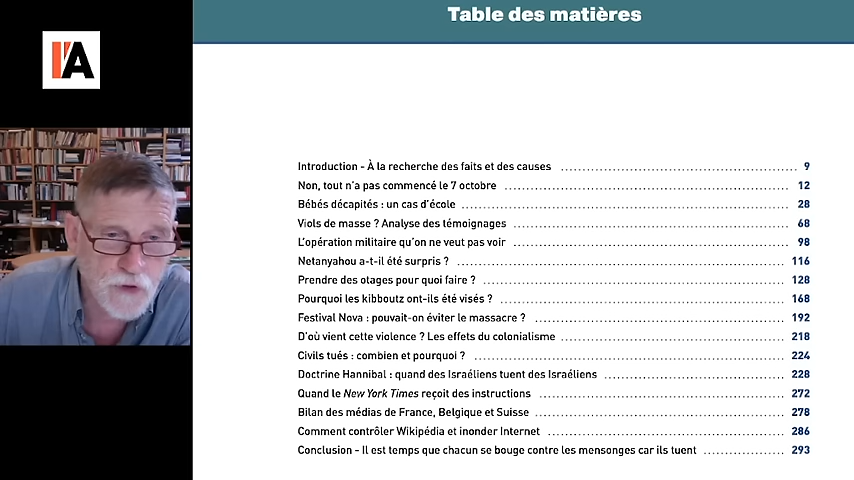 Table des matières
IA
Introduction - À la recherche des faits et des causes 9
Non, tout n'a pas commencé le 7 octobre 12
Bébés décapités : un cas d'école 28
Viols de masse ? Analyse des témoignages 68
L'opération militaire qu'on ne veut pas voir 98
Netanyahou a-t-il été surpris ? 116
Prendre des otages pour quoi faire ? 128
Pourquoi les kibboutz ont-ils été visés ? 168
Festival Nova : pouvait-on éviter le massacre ? 192
D'où vient cette violence ? Les effets du colonialisme 218
Civils tués : combien et pourquoi ? 224
Doctrine Hannibal : quand des Israéliens tuent des Israéliens 228
Quand le New York Times reçoit des instructions 272
Bilan des médias de France, Belgique et Suisse 278
Comment contrôler Wikipédia et inonder Internet 286
Conclusion - Il est temps que chacun se bouge contre les mensonges car ils tuent 293